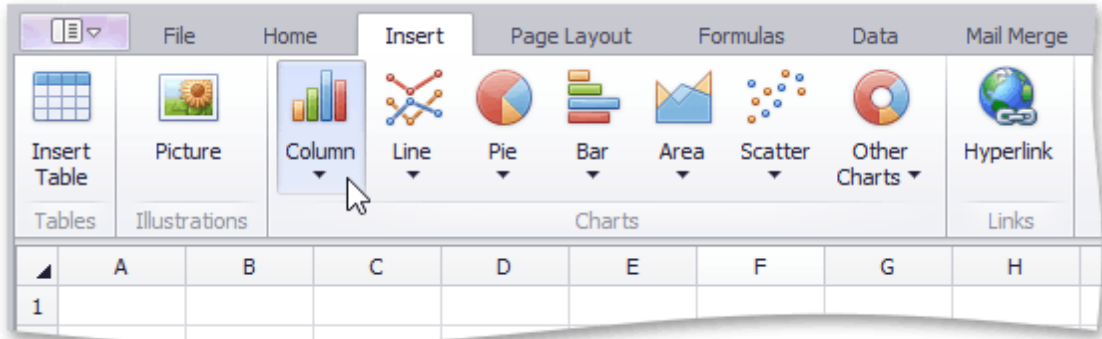 File Home Insert Page Layout Formulas Data Mail Merge
Insert Table
Picture
Column
Line
Pie
Bar
Area
Scatter
Other Charts
Hyperlink
Tables Illustrations Charts Links
A B C D E F G H
1